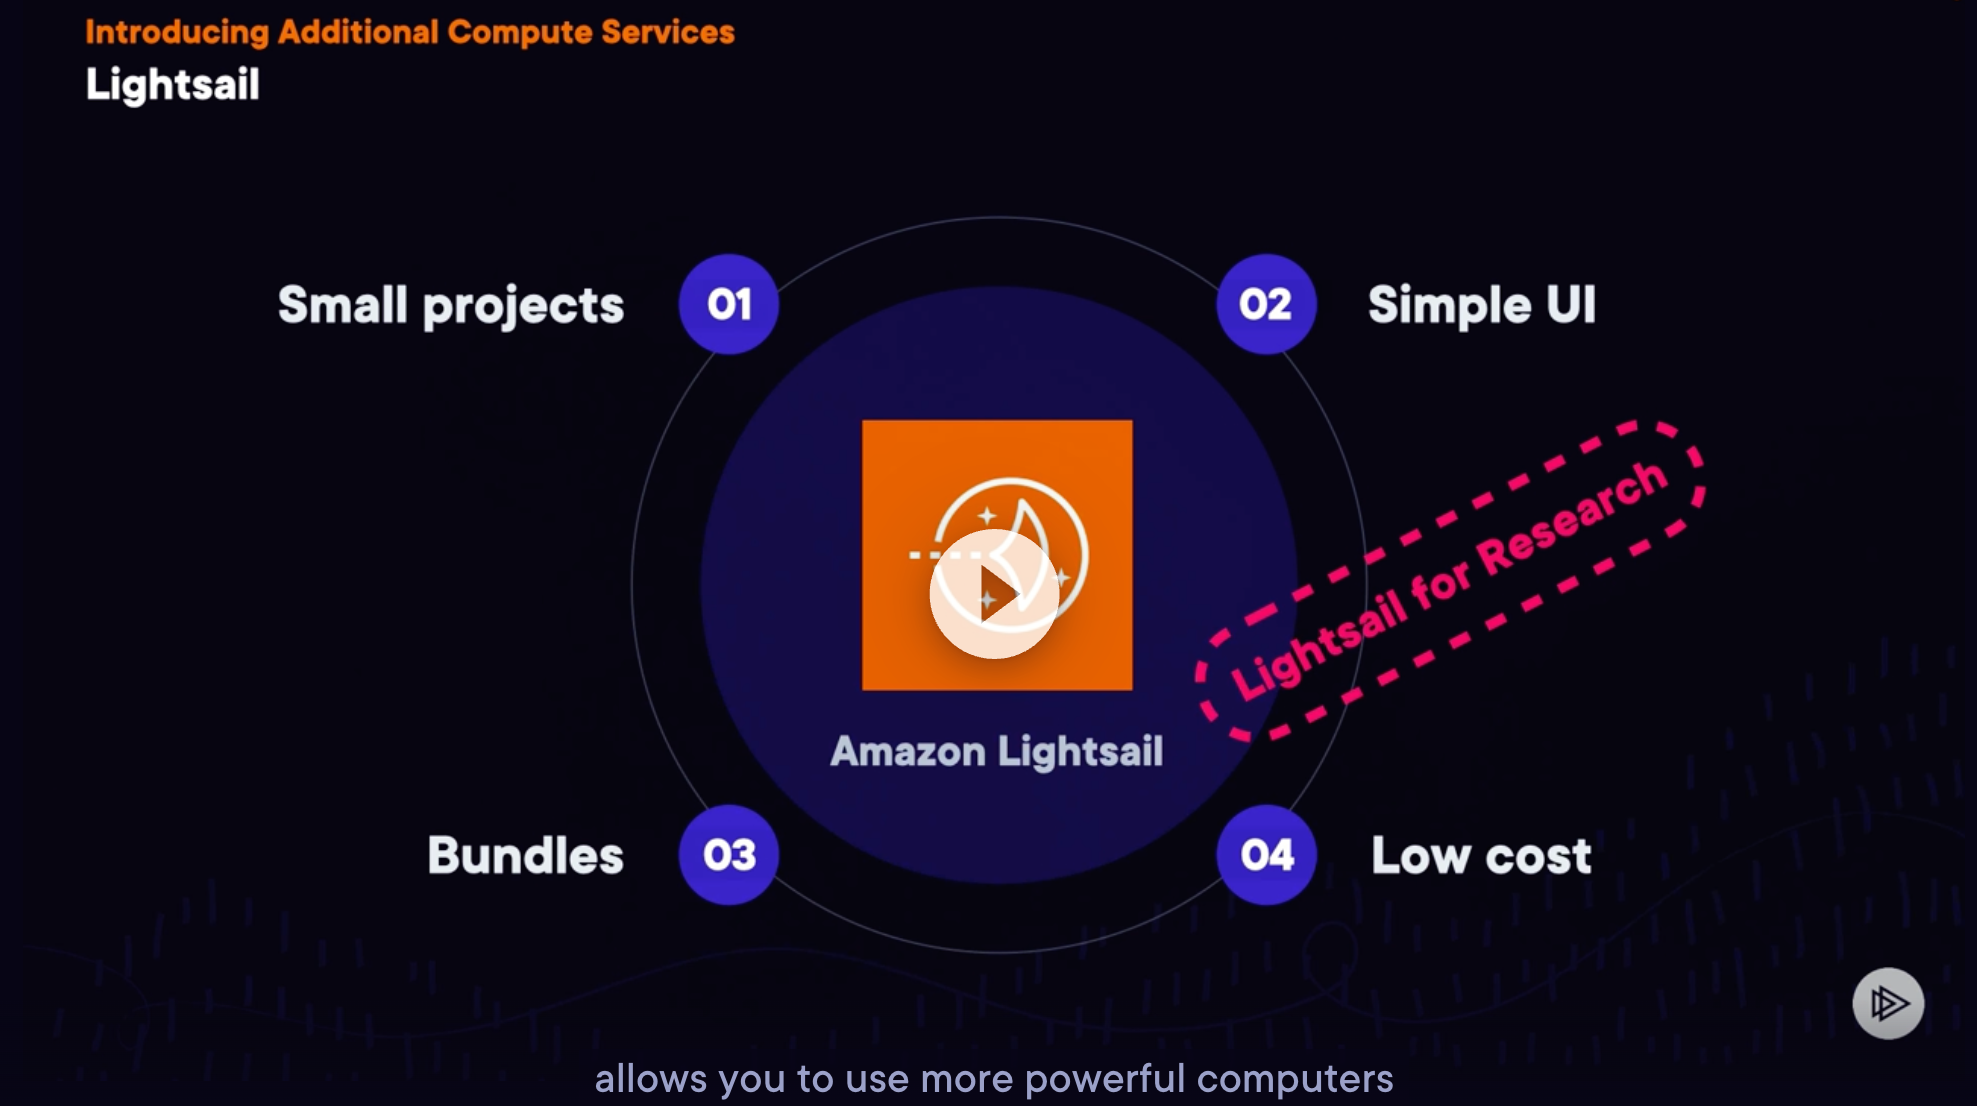 Introducing Additional Compute Services
Lightsail
Small projects
01
02
Simple UI
Lightsail for Research
Amazon Lightsail
Bundles
03
04
Low cost
allows you to use more powerful computers